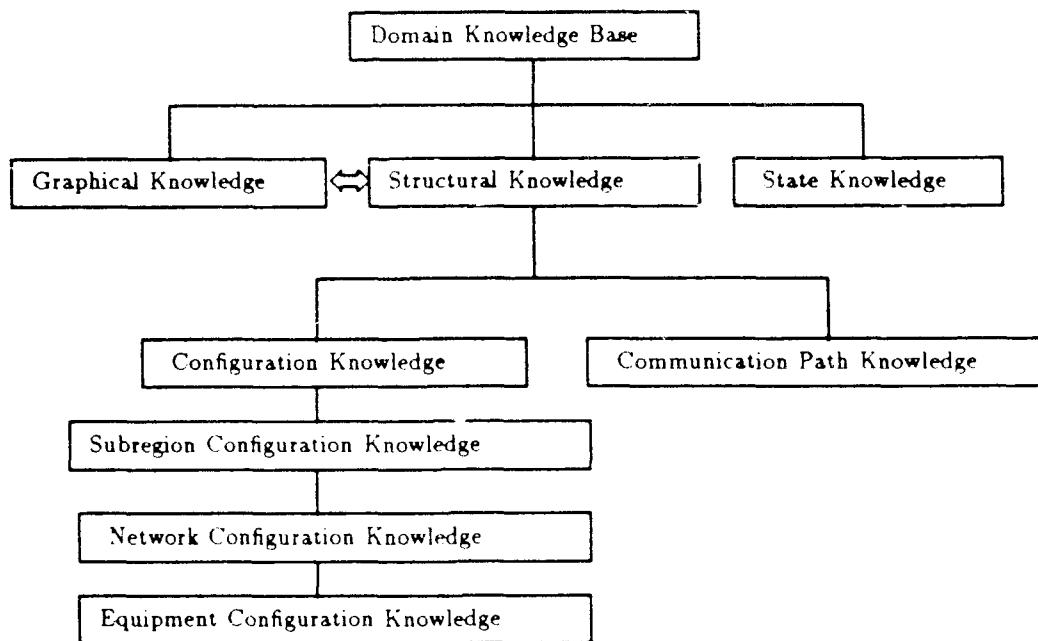 Domain Knowledge Base
Graphical Knowledge
Structural Knowledge
State Knowledge
Configuration Knowledge
Communication Path Knowledge
Subregion Configuration Knowledge
Network Configuration Knowledge
Equipment Configuration Knowledge